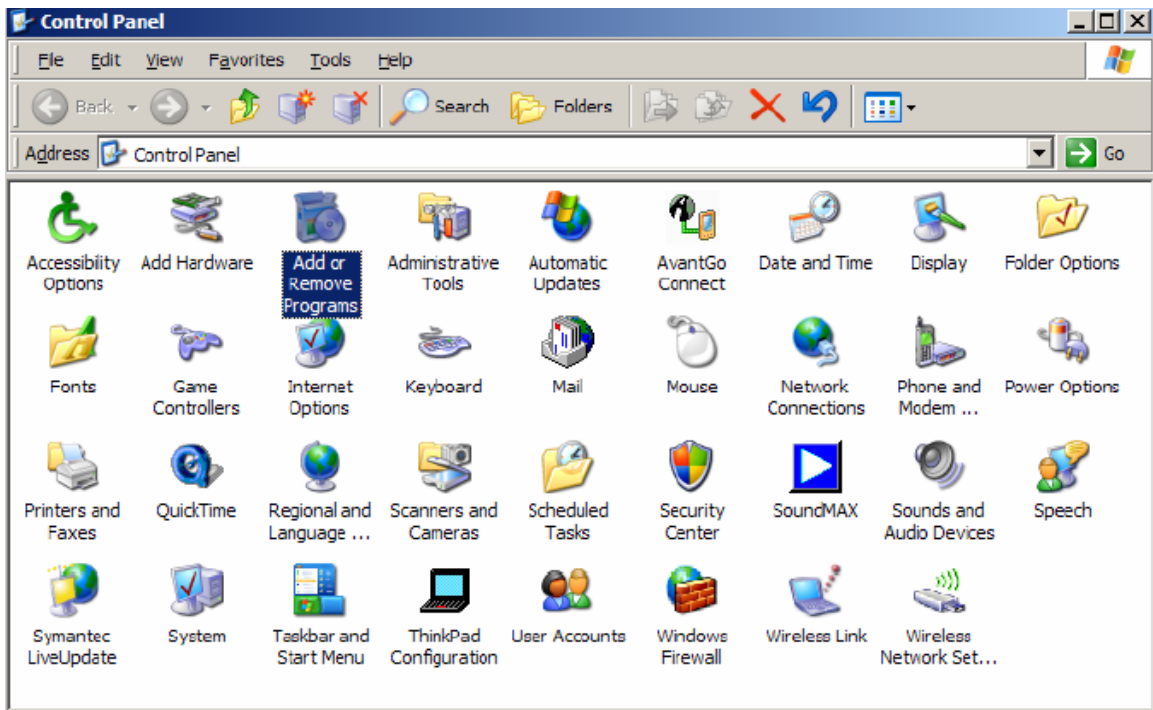 Control Panel
File Edit View Favorites Tools Help
Back Search Folders
Address Control Panel Go
Accessibility Options
Add Hardware
Add or Remove Programs
Administrative Tools
Automatic Updates
AvantGo Connect
Date and Time
Display
Folder Options
Fonts
Game Controllers
Internet Options
Keyboard
Mail
Mouse
Network Connections
Phone and Modem ...
Power Options
Printers and Faxes
QuickTime
Regional and Language ...
Scanners and Cameras
Scheduled Tasks
Security Center
SoundMAX
Sounds and Audio Devices
Speech
Symantec LiveUpdate
System
Taskbar and Start Menu
ThinkPad Configuration
User Accounts
Windows Firewall
Wireless Link
Wireless Network Set...